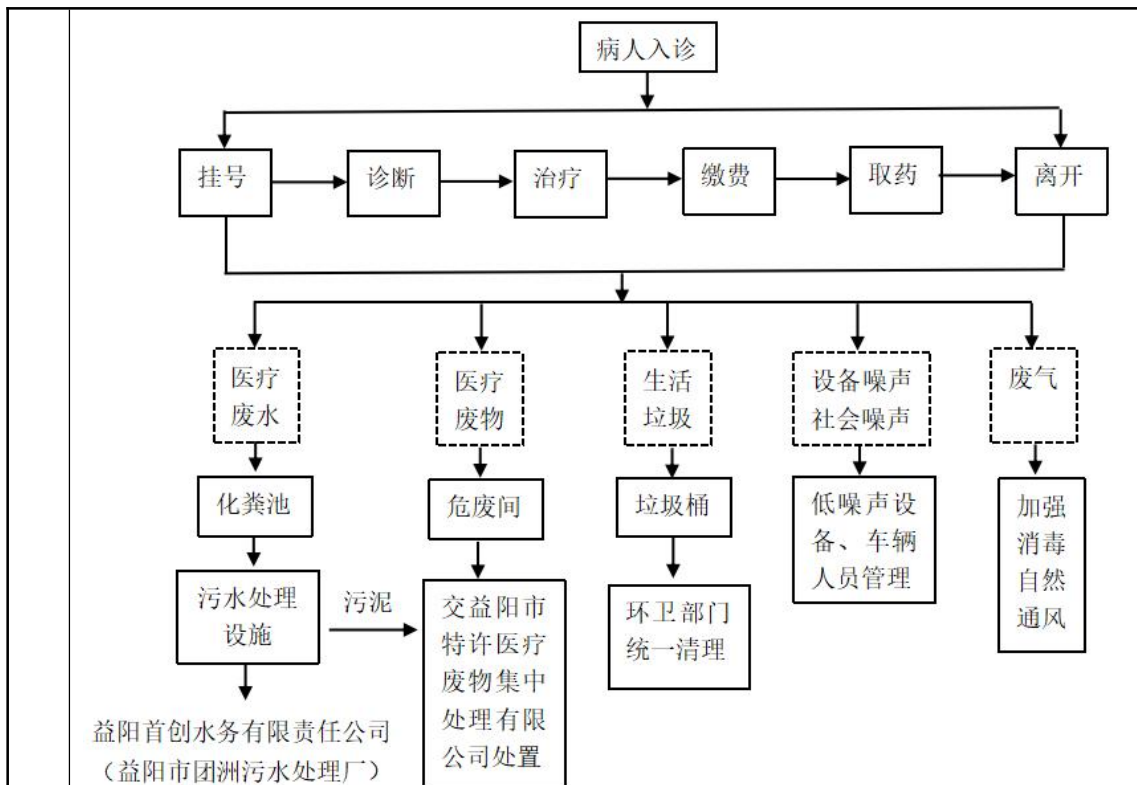 病人入诊
挂号
诊断
治疗
缴费
取药
离开
医疗
废水
医疗
废物
生活
垃圾
设备噪声
社会噪声
废气
化粪池
危废间
垃圾桶
低噪声设
备、车辆
人员管理
加强
消毒
自然
通风
污水处理
设施
污泥
交益阳市
特许医疗
废物集中
处理有限
公司处置
环卫部门
统一清理
益阳首创水务有限责任公司
（益阳市团洲污水处理厂）